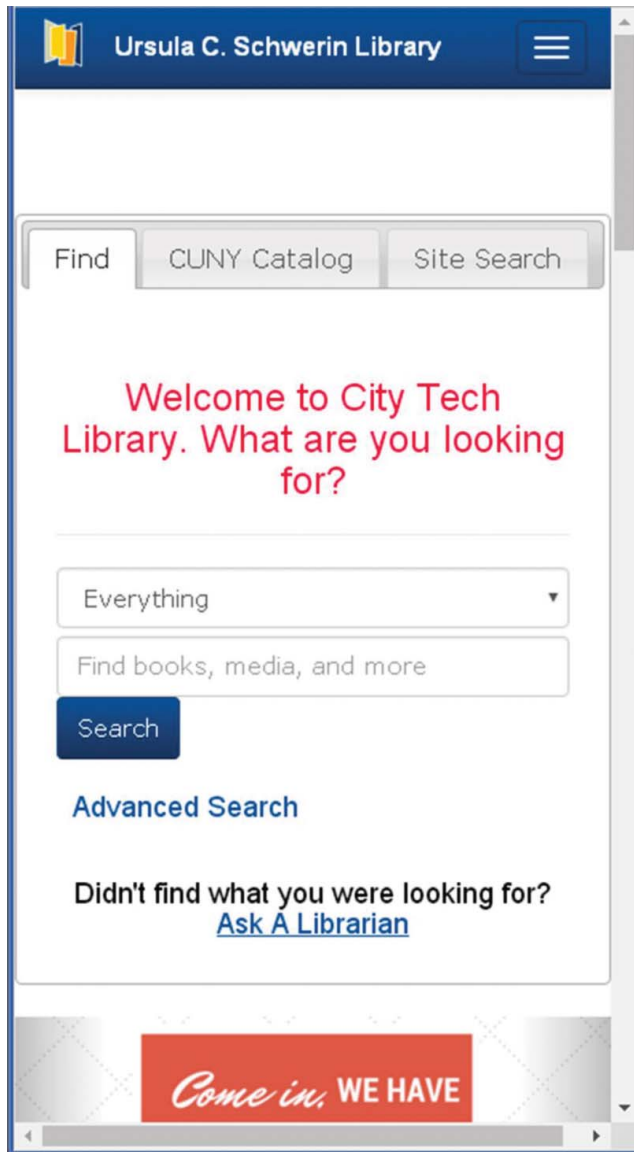 Ursula C. Schwerin Library
Find CUNY Catalog Site Search
Welcome to City Tech
Library. What are you looking
for?
Everything
Find books, media, and more
Search
Advanced Search
Didn't find what you were looking for?
Ask A Librarian
Come in, WE HAVE